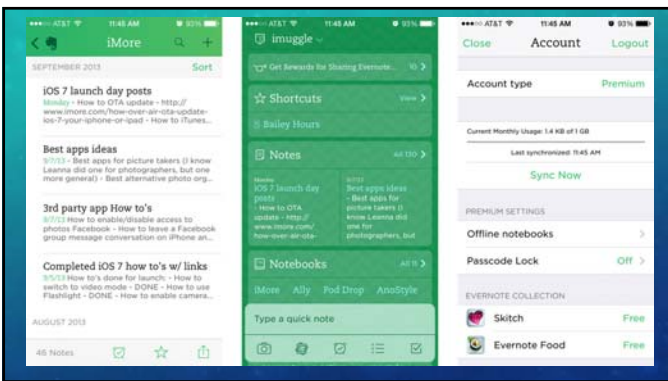 AT&T 11:45 AM 93%
iMore
SEPTEMBER 2013 Sort
iOS 7 launch day posts
Monday - How to OTA update - http://
www.imore.com/how-over-air-ota-update-
ios-7-your-iphone-or-ipad - How to iTunes...
Best apps ideas
9/7/13 - Best apps for picture takers (I know
Leanna did one for photographers, but one
more general) - Best alternative photo org...
3rd party app How to's
9/7/13 How to enable/disable access to
photos Facebook - How to leave a Facebook
group message conversation on iPhone an...
Completed iOS 7 how to's w/ links
9/5/13 How to's done for launch: - How to
switch to video mode - DONE - How to use
Flashlight - DONE - How to enable camera...
AUGUST 2013
46 Notes
AT&T 11:45 AM 93%
imuggle
Get Rewards for Sharing Evernote... 10
Shortcuts View
Bailey Hours
Notes All 130
Monday
iOS 7 launch day
posts
- How to OTA
update - http://
www.imore.com/
how-over-air-ota-
9/7/13
Best apps ideas
- Best apps for
picture takers (I
know Leanna did
one for
photographers, but
Notebooks All 11
iMore Ally Pod Drop AnoStyle
Type a quick note
AT&T 11:45 AM 93%
Close Account Logout
Account type Premium
Current Monthly Usage: 1.4 KB of 1 GB
Last synchronized: 11:45 AM
Sync Now
PREMIUM SETTINGS
Offline notebooks
Passcode Lock Off
EVERNOTE COLLECTION
Skitch Free
Evernote Food Free